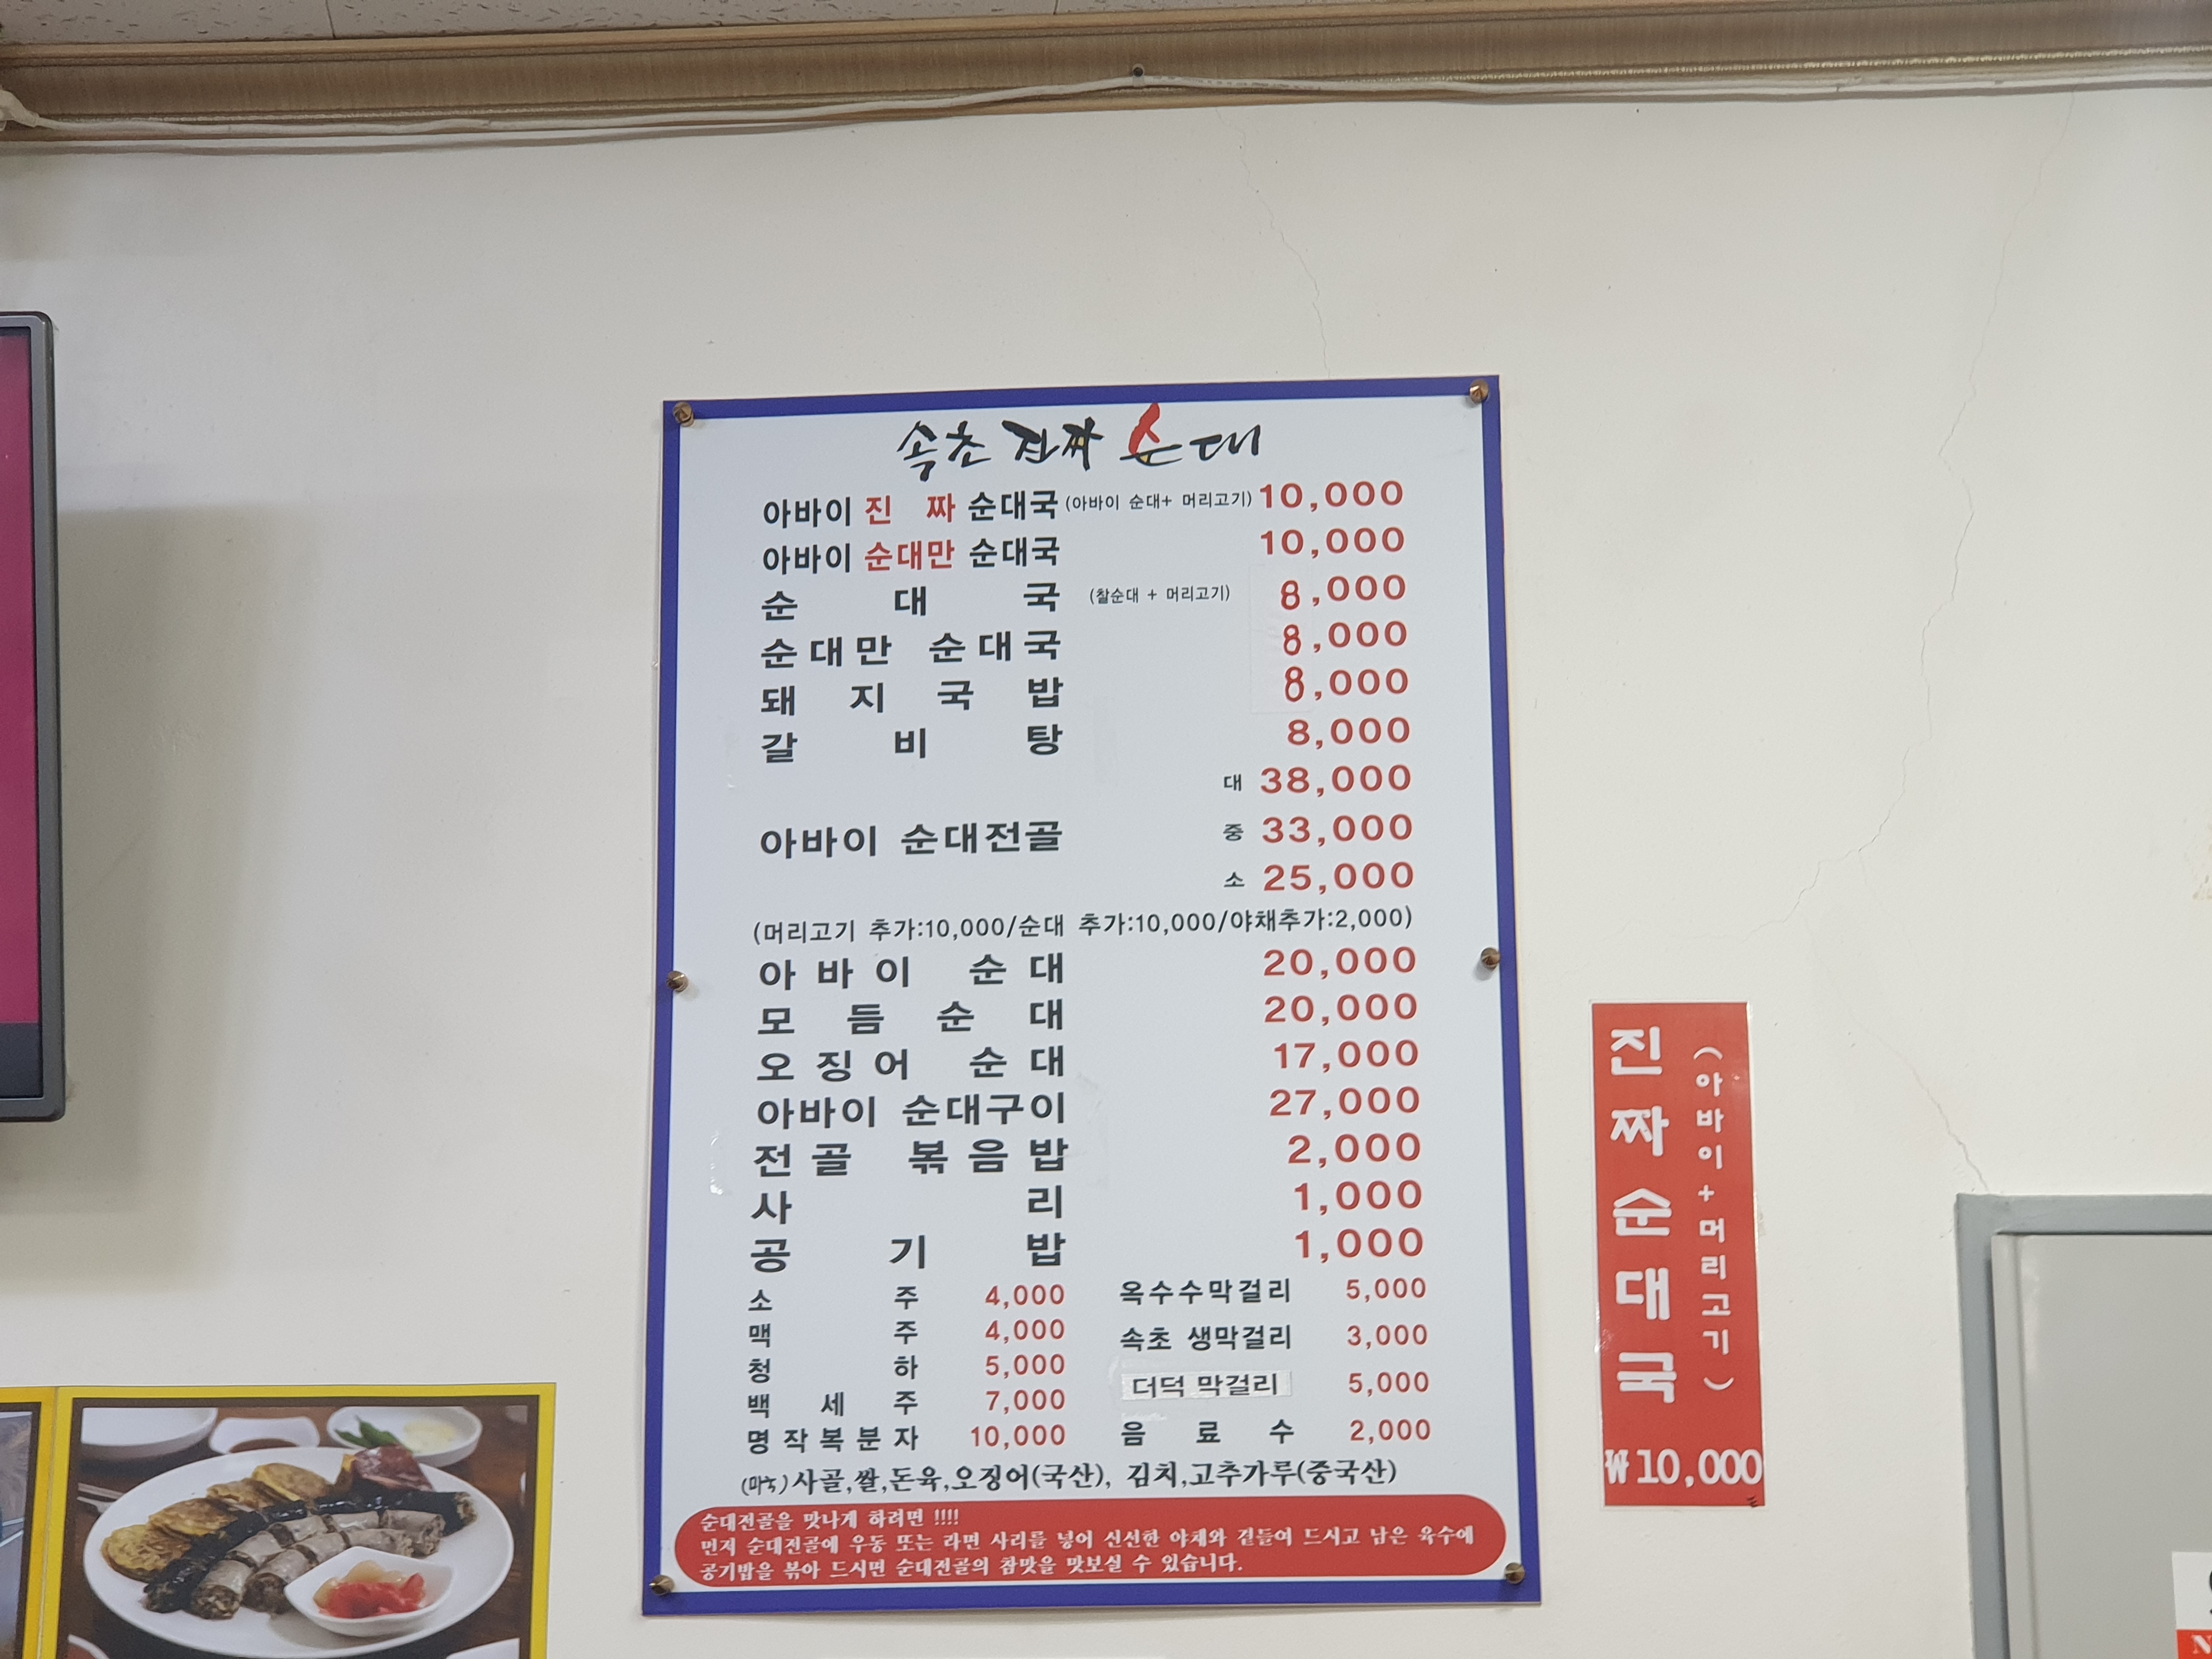 속초 진짜 순대
아바이 진짜 순대국 (아바이 순대+ 머리고기) 10,000
아바이 순대만 순대국 10,000
순대국 (찰순대 + 머리고기) 8,000
순대만 순대국 8,000
돼지국밥 8,000
갈비탕 8,000
대 38,000
아바이 순대전골 중 33,000
소 25,000
(머리고기 추가:10,000/순대 추가:10,000/야채추가:2,000)
아바이 순대 20,000
모듬순대 20,000
오징어 순대 17,000
아바이 순대구이 27,000
전골 볶음밥 2,000
사리 1,000
공기밥 1,000
소주 4,000 옥수수막걸리 5,000
맥주 4,000 속초 생막걸리 3,000
청하 5,000 더덕 막걸리 5,000
백세주 7,000
명작복분자 10,000 음료수 2,000
사골,쌀,돈육,오징어(국산), 김치,고추가루(중국산)
순대전골을 맛나게 하려면 !!!!
먼저 순대전골에 우동 또는 라면 사리를 넣어 신선한 야채와 곁들여 드시고 남은 육수에
공기밥을 볶아 드시면 순대전골의 참맛을 맛보실 수 있습니다.
진짜순대국
(아바이+머리고기)
₩10,000